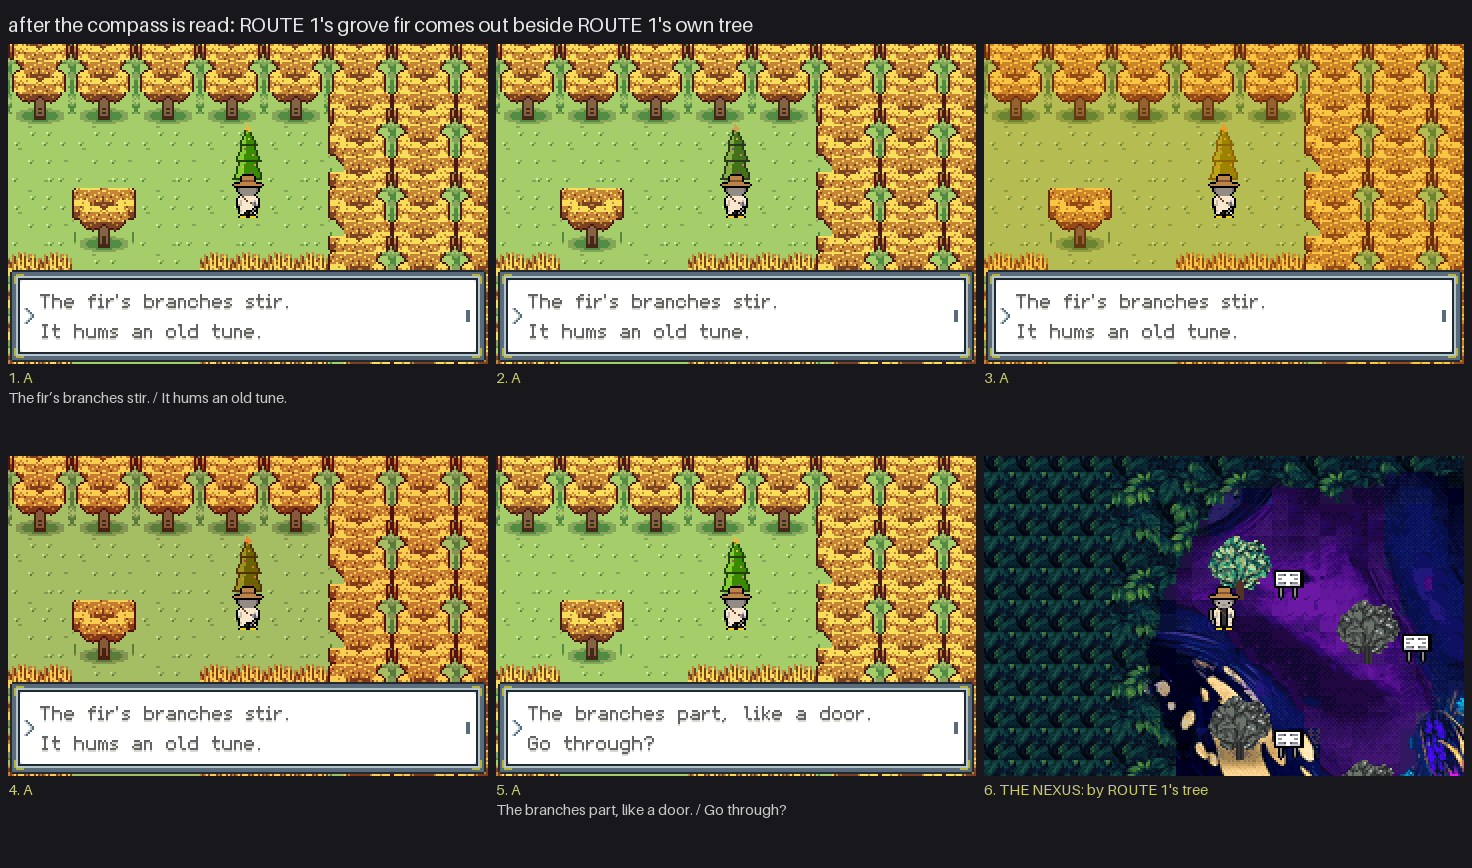 after the compass is read: ROUTE 1's grove fir comes out beside ROUTE 1's own tree
The fir's branches stir.
It hums an old tune.
The fir's branches stir.
It hums an old tune.
The fir's branches stir.
It hums an old tune.
1. A
The fir’s branches stir. / It hums an old tune.
2. A
3. A
The fir's branches stir.
It hums an old tune.
The branches part, like a door.
Go through?
4. A
5. A
The branches part, like a door. / Go through?
6. THE NEXUS: by ROUTE 1's tree